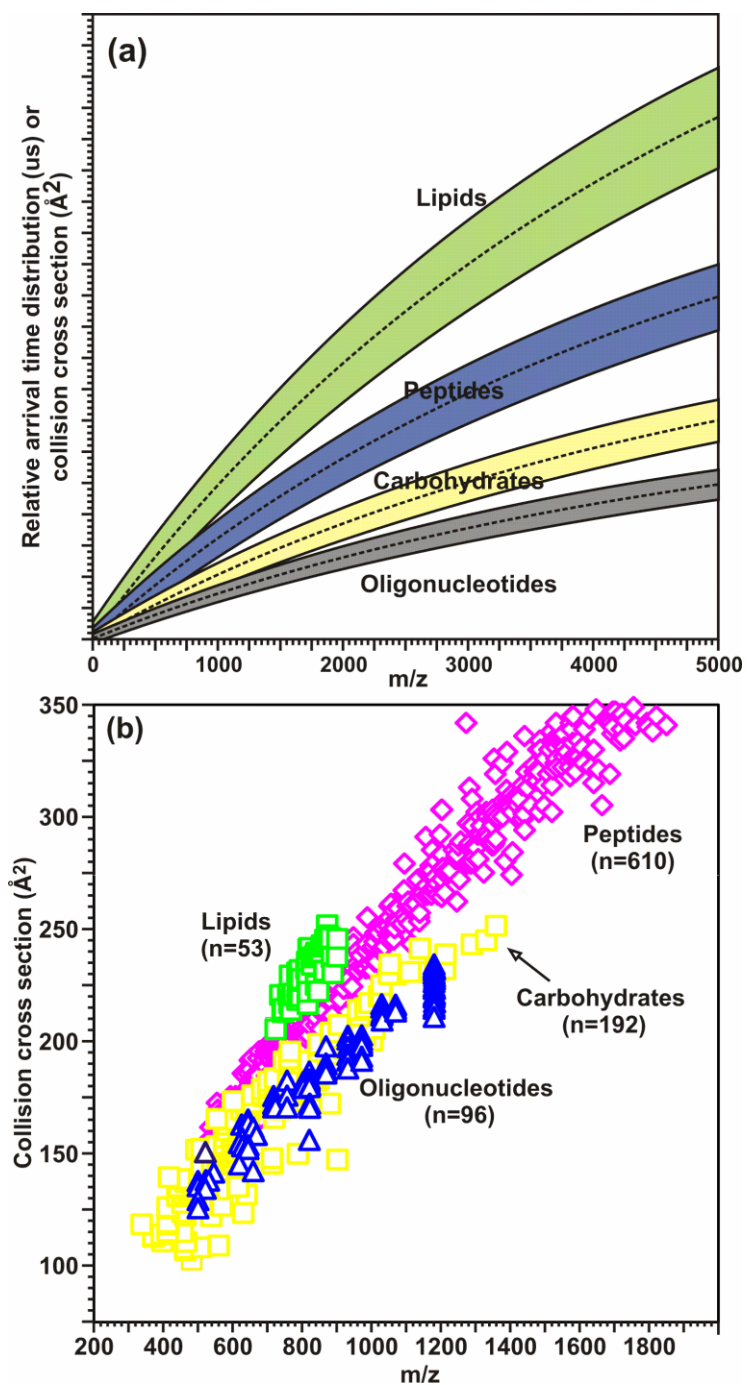 (a)
Relative arrival time distribution (us) or
collision cross section (Å²)
Lipids
Peptides
Carbohydrates
Oligonucleotides
0 1000 2000 3000 4000 5000
m/z
(b)
350
300
250
200
150
100
Collision cross section (Å²)
Peptides
(n=610)
Lipids
(n=53)
Carbohydrates
(n=192)
Oligonucleotides
(n=96)
200 400 600 800 1000 1200 1400 1600 1800
m/z